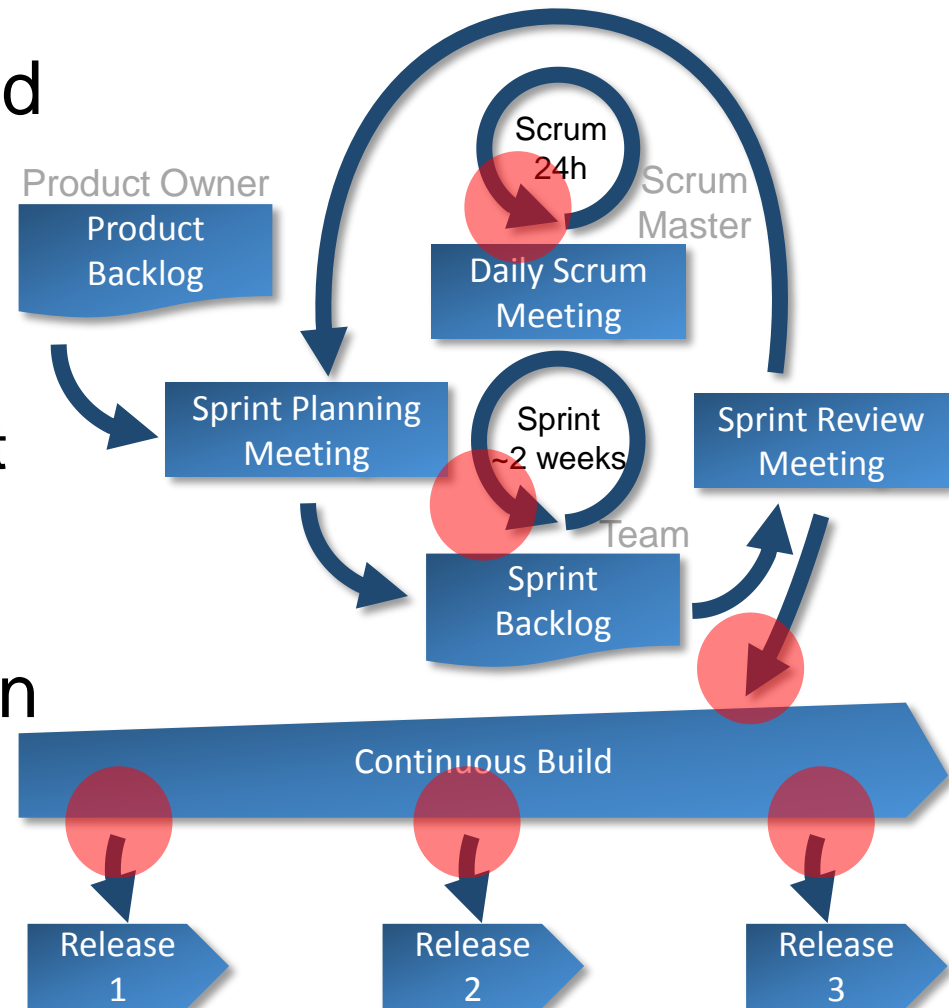 d
Scrum
24h
Product Owner
Scrum
Master
Product
Backlog
Daily Scrum
Meeting
Sprint Planning
Meeting
Sprint
~2 weeks
Sprint Review
Meeting
t
Team
Sprint
Backlog
n
Continuous Build
Release
1
Release
2
Release
3